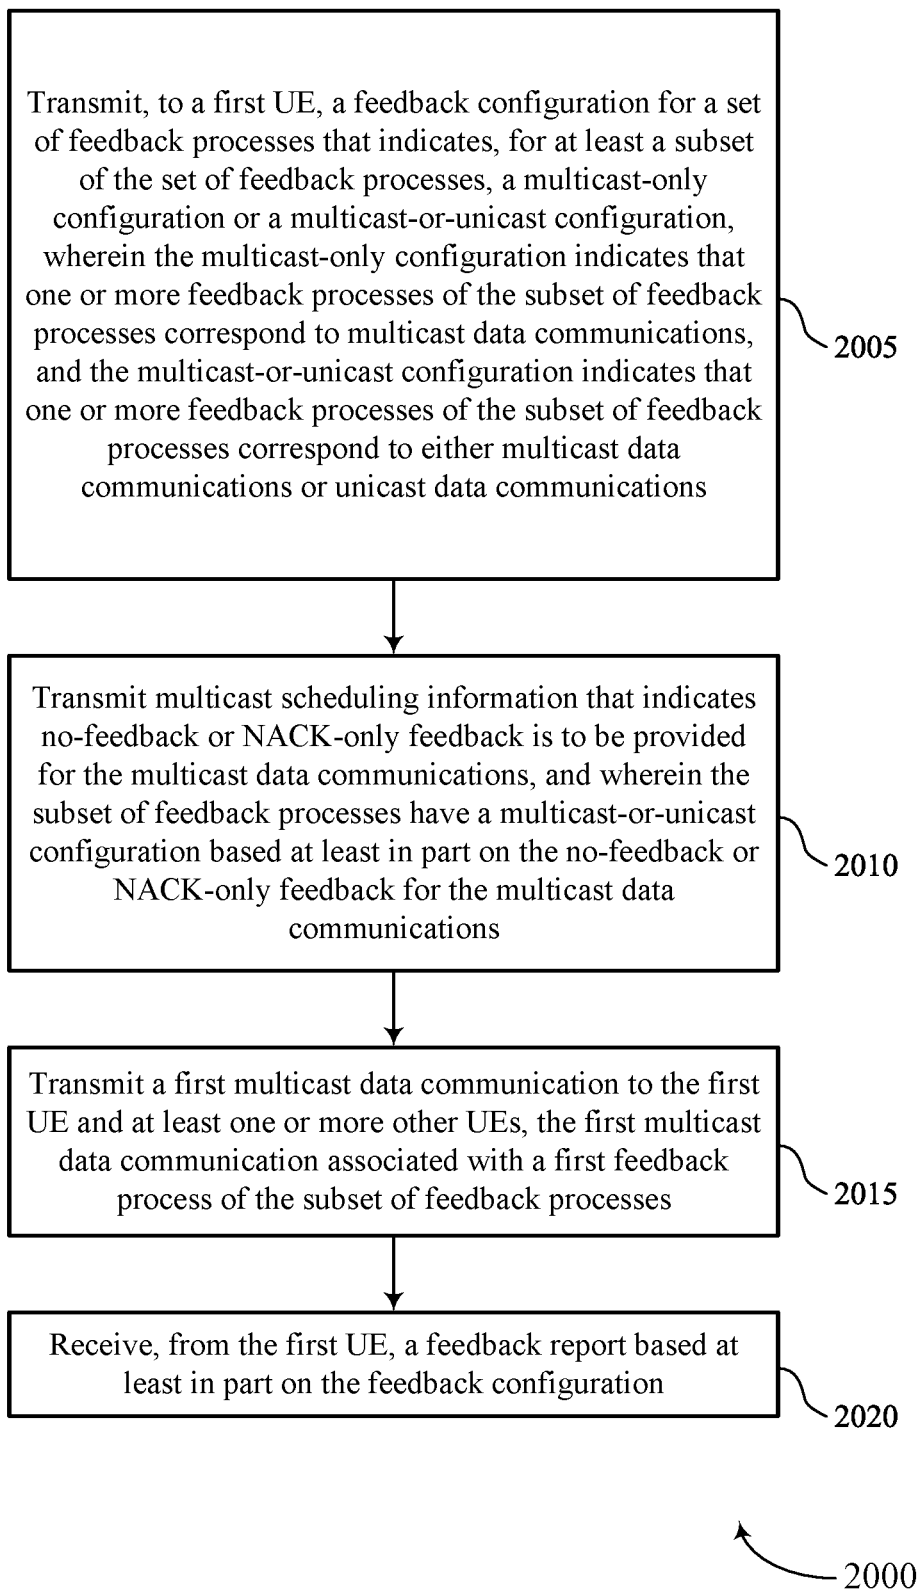 Transmit, to a first UE, a feedback configuration for a set
of feedback processes that indicates, for at least a subset
of the set of feedback processes, a multicast-only
configuration or a multicast-or-unicast configuration,
wherein the multicast-only configuration indicates that
one or more feedback processes of the subset of feedback
processes correspond to multicast data communications,
and the multicast-or-unicast configuration indicates that
one or more feedback processes of the subset of feedback
processes correspond to either multicast data
communications or unicast data communications
2005
Transmit multicast scheduling information that indicates
no-feedback or NACK-only feedback is to be provided
for the multicast data communications, and wherein the
subset of feedback processes have a multicast-or-unicast
configuration based at least in part on the no-feedback or
NACK-only feedback for the multicast data
communications
2010
Transmit a first multicast data communication to the first
UE and at least one or more other UEs, the first multicast
data communication associated with a first feedback
process of the subset of feedback processes
2015
Receive, from the first UE, a feedback report based at
least in part on the feedback configuration
2020
2000